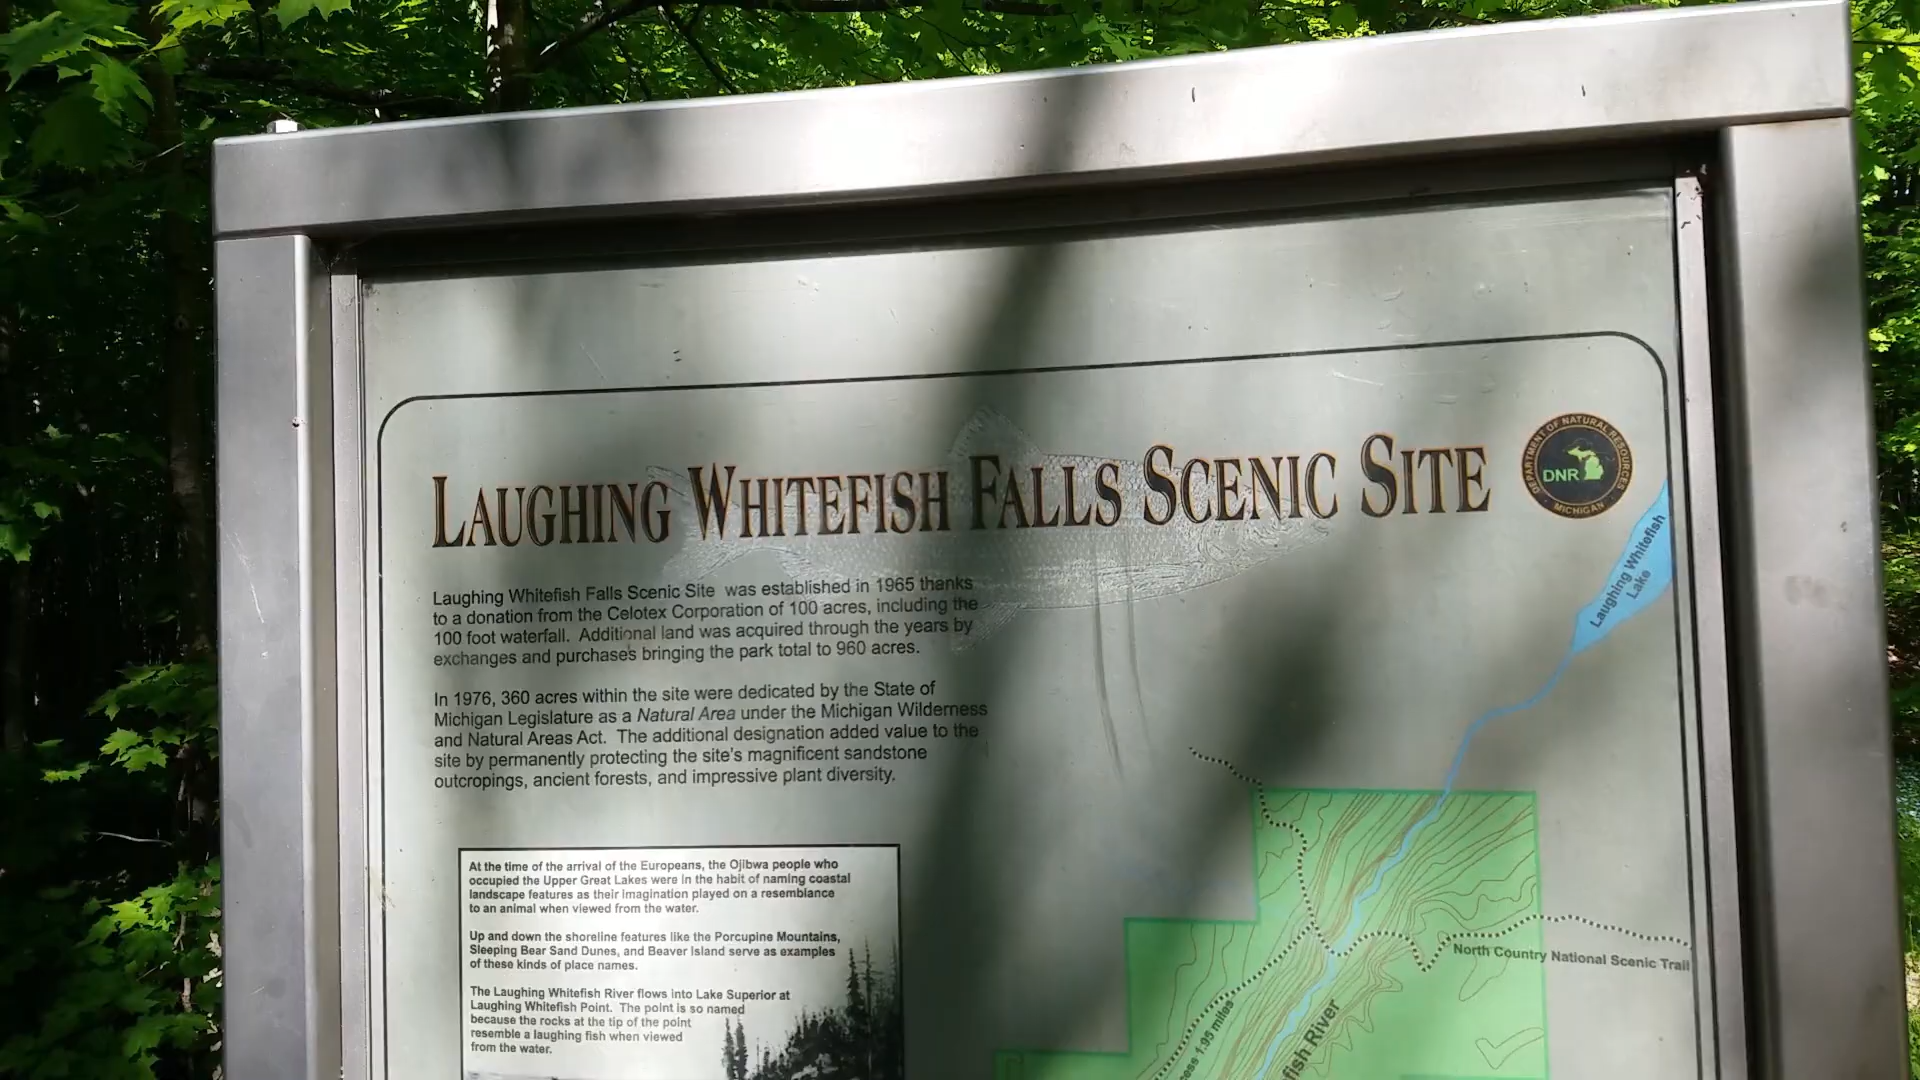 LAUGHING WHITEFISH FALLS SCENIC SITE
DEPARTMENT OF NATURAL RESOURCES
DNR
MICHIGAN
Laughing Whitefish Falls Scenic Site was established in 1965 thanks
to a donation from the Celotex Corporation of 100 acres, including the
100 foot waterfall. Additional land was acquired through the years by
exchanges and purchases bringing the park total to 960 acres.
In 1976, 360 acres within the site were dedicated by the State of
Michigan Legislature as a Natural Area under the Michigan Wilderness
and Natural Areas Act. The additional designation added value to the
site by permanently protecting the site's magnificent sandstone
outcropings, ancient forests, and impressive plant diversity.
At the time of the arrival of the Europeans, the Ojibwa people who
occupied the Upper Great Lakes were in the habit of naming coastal
landscape features as their imagination played on a resemblance
to an animal when viewed from the water.
Up and down the shoreline features like the Porcupine Mountains,
Sleeping Bear Sand Dunes, and Beaver Island serve as examples
of these kinds of place names.
The Laughing Whitefish River flows into Lake Superior at
Laughing Whitefish Point. The point is so named
because the rocks at the tip of the point
resemble a laughing fish when viewed
from the water.
Laughing Whitefish
Lake
North Country National Scenic Trail
1.95 miles
River